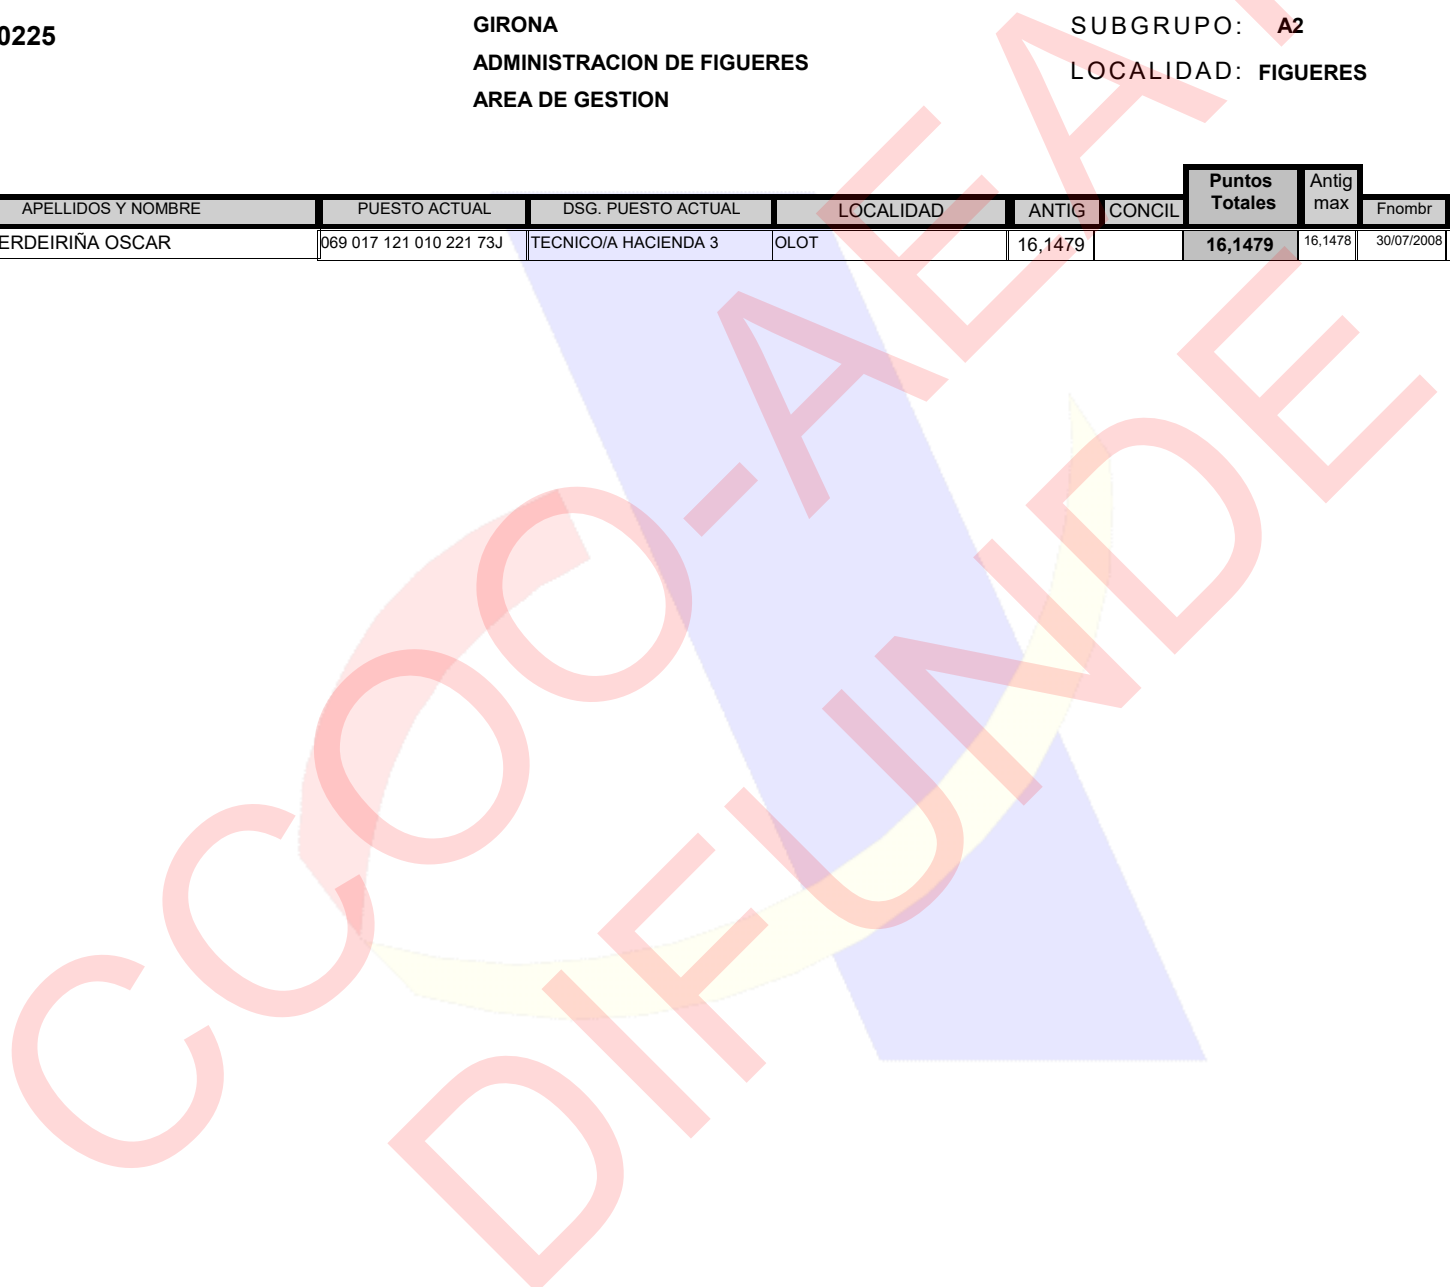 0225
GIRONA
ADMINISTRACION DE FIGUERES
AREA DE GESTION
SUBGRUPO: A2
LOCALIDAD: FIGUERES
APELLIDOS Y NOMBRE PUESTO ACTUAL DSG. PUESTO ACTUAL LOCALIDAD ANTIG CONCIL Puntos Totales Antig max Fnombr
ERDEIRIÑA OSCAR 069 017 121 010 221 73J TECNICO/A HACIENDA 3 OLOT 16,1479 16,1479 16,1478 30/07/2008
CCOO-AEA
DIFUNDE